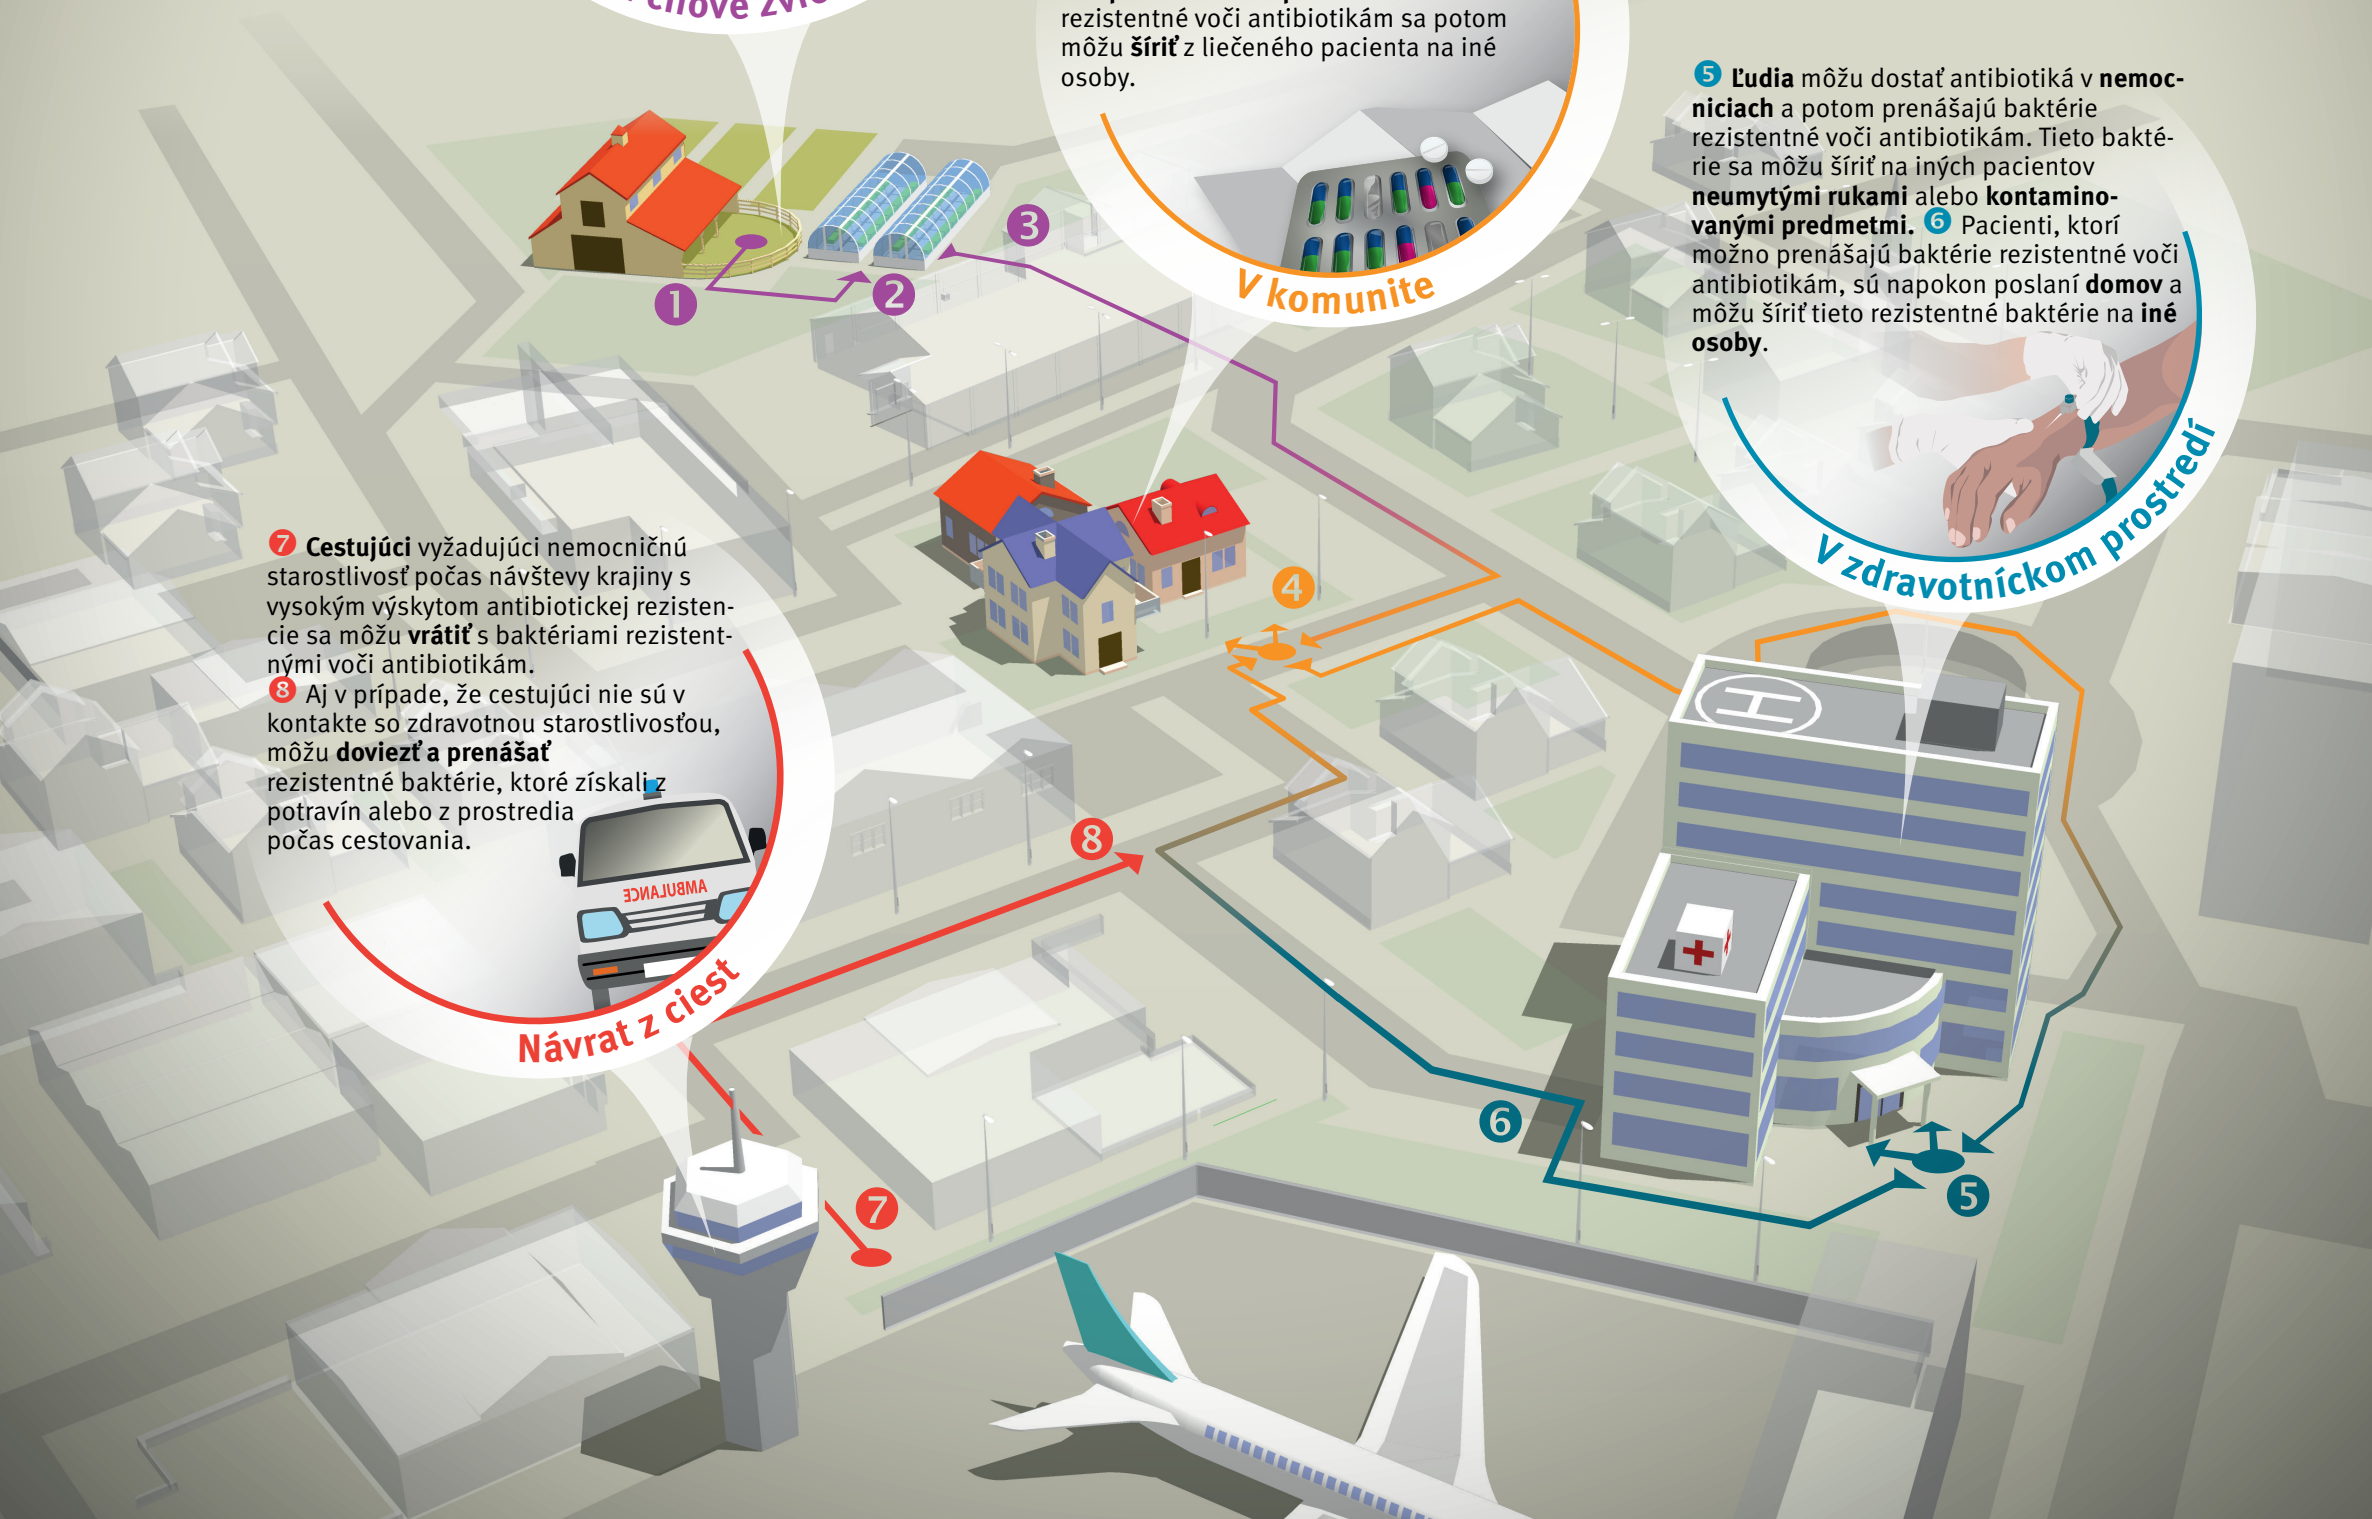 chové
rezistentné voči antibiotikám sa potom
môžu šíriť z liečeného pacienta na iné
osoby.
V komunite
5 Ľudia môžu dostať antibiotiká v nemoc-
niciach a potom prenášajú baktérie
rezistentné voči antibiotikám. Tieto bakté-
rie sa môžu šíriť na iných pacientov
neumytými rukami alebo kontamino-
vanými predmetmi. 6 Pacienti, ktorí
možno prenášajú baktérie rezistentné voči
antibiotikám, sú napokon poslaní domov a
môžu šíriť tieto rezistentné baktérie na iné
osoby.
V zdravotníckom prostredí
1
2
3
4
7 Cestujúci vyžadujúci nemocničnú
starostlivosť počas návštevy krajiny s
vysokým výskytom antibiotickej rezisten-
cie sa môžu vrátiť s baktériami rezistent-
nými voči antibiotikám.
8 Aj v prípade, že cestujúci nie sú v
kontakte so zdravotnou starostlivosťou,
môžu doviezť a prenášať
rezistentné baktérie, ktoré získali z
potravín alebo z prostredia
počas cestovania.
AMBULANCE
Návrat z ciest
8
6
5
7
H